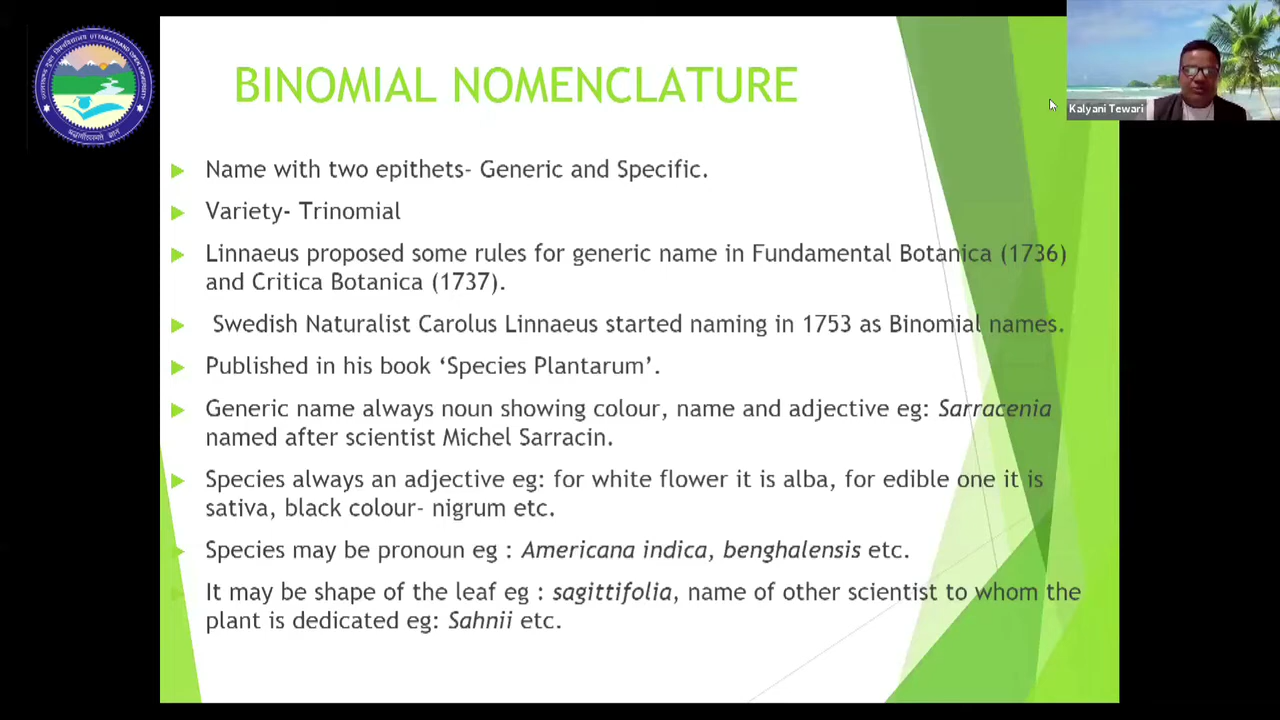 BINOMIAL NOMENCLATURE
Kalyani Tewari
Name with two epithets- Generic and Specific.
Variety- Trinomial
Linnaeus proposed some rules for generic name in Fundamental Botanica (1736)
and Critica Botanica (1737).
Swedish Naturalist Carolus Linnaeus started naming in 1753 as Binomial names.
Published in his book ‘Species Plantarum’.
Generic name always noun showing colour, name and adjective eg: Sarracenia
named after scientist Michel Sarracin.
Species always an adjective eg: for white flower it is alba, for edible one it is
sativa, black colour- nigrum etc.
Species may be pronoun eg : Americana indica, benghalensis etc.
It may be shape of the leaf eg : sagittifolia, name of other scientist to whom the
plant is dedicated eg: Sahnii etc.
UTTARAKHAND OPEN UNIVERSITY